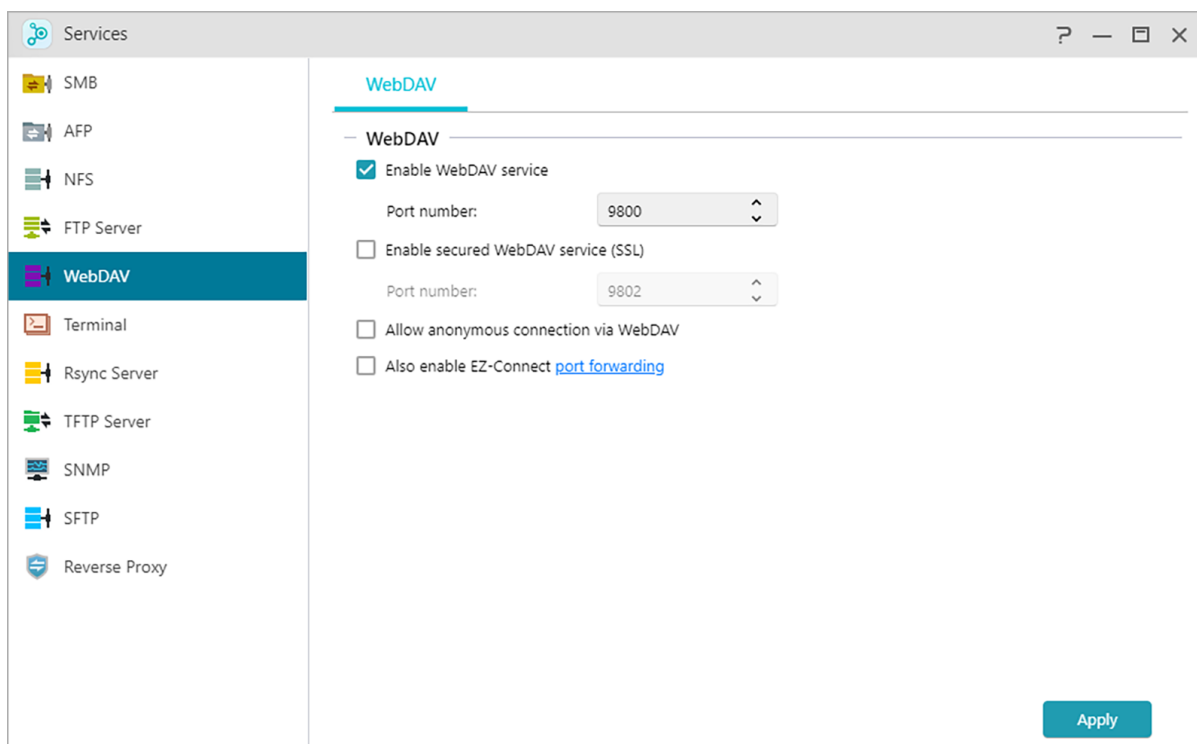 Services
SMB
AFP
NFS
FTP Server
WebDAV
Terminal
Rsync Server
TFTP Server
SNMP
SFTP
Reverse Proxy
WebDAV
WebDAV
Enable WebDAV service
Port number: 9800
Enable secured WebDAV service (SSL)
Port number: 9802
Allow anonymous connection via WebDAV
Also enable EZ-Connect port forwarding
Apply